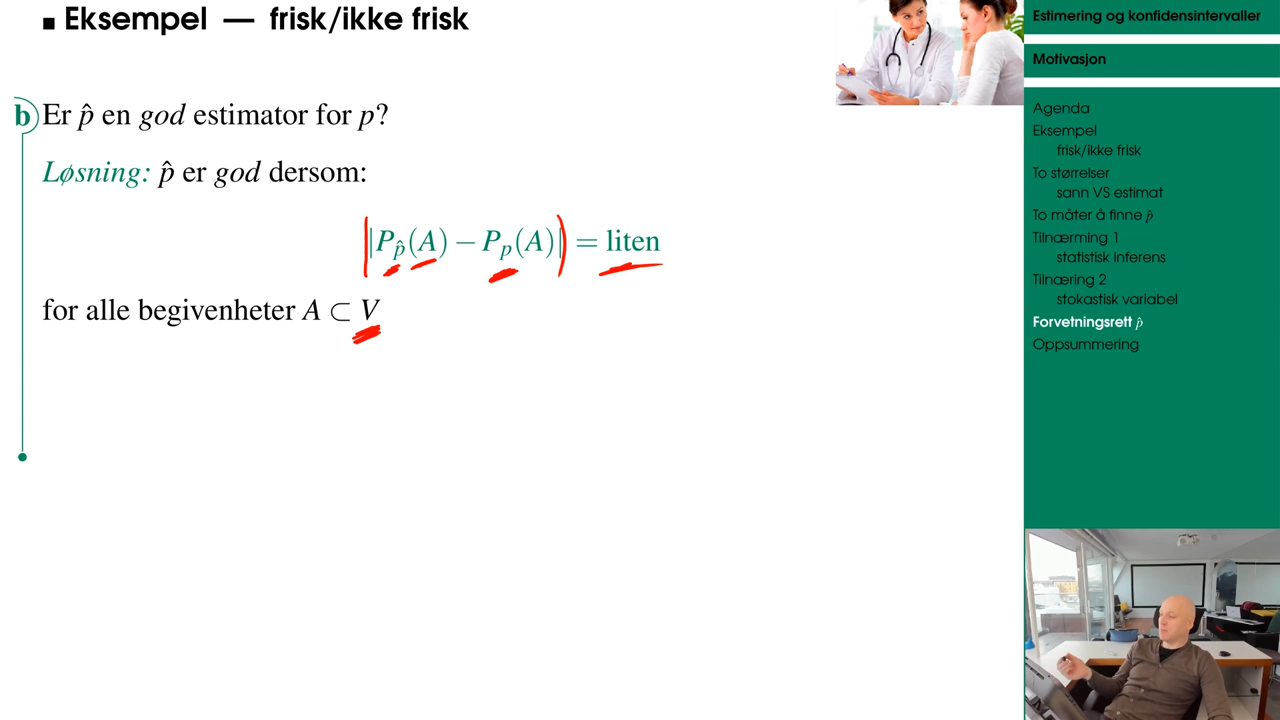 ▪ Eksempel — frisk/ikke frisk
b Er p̂ en god estimator for p?
Løsning: p̂ er god dersom:
|P_p̂(A) − P_p(A)| = liten
for alle begivenheter A ⊂ V
Estimering og konfidensintervaller
Motivasjon
Agenda
Eksempel
frisk/ikke frisk
To størrelser
sann VS estimat
To måter å finne p̂
Tilnærming 1
statistisk inferens
Tilnæring 2
stokastisk variabel
Forvetningsrett p̂
Oppsummering